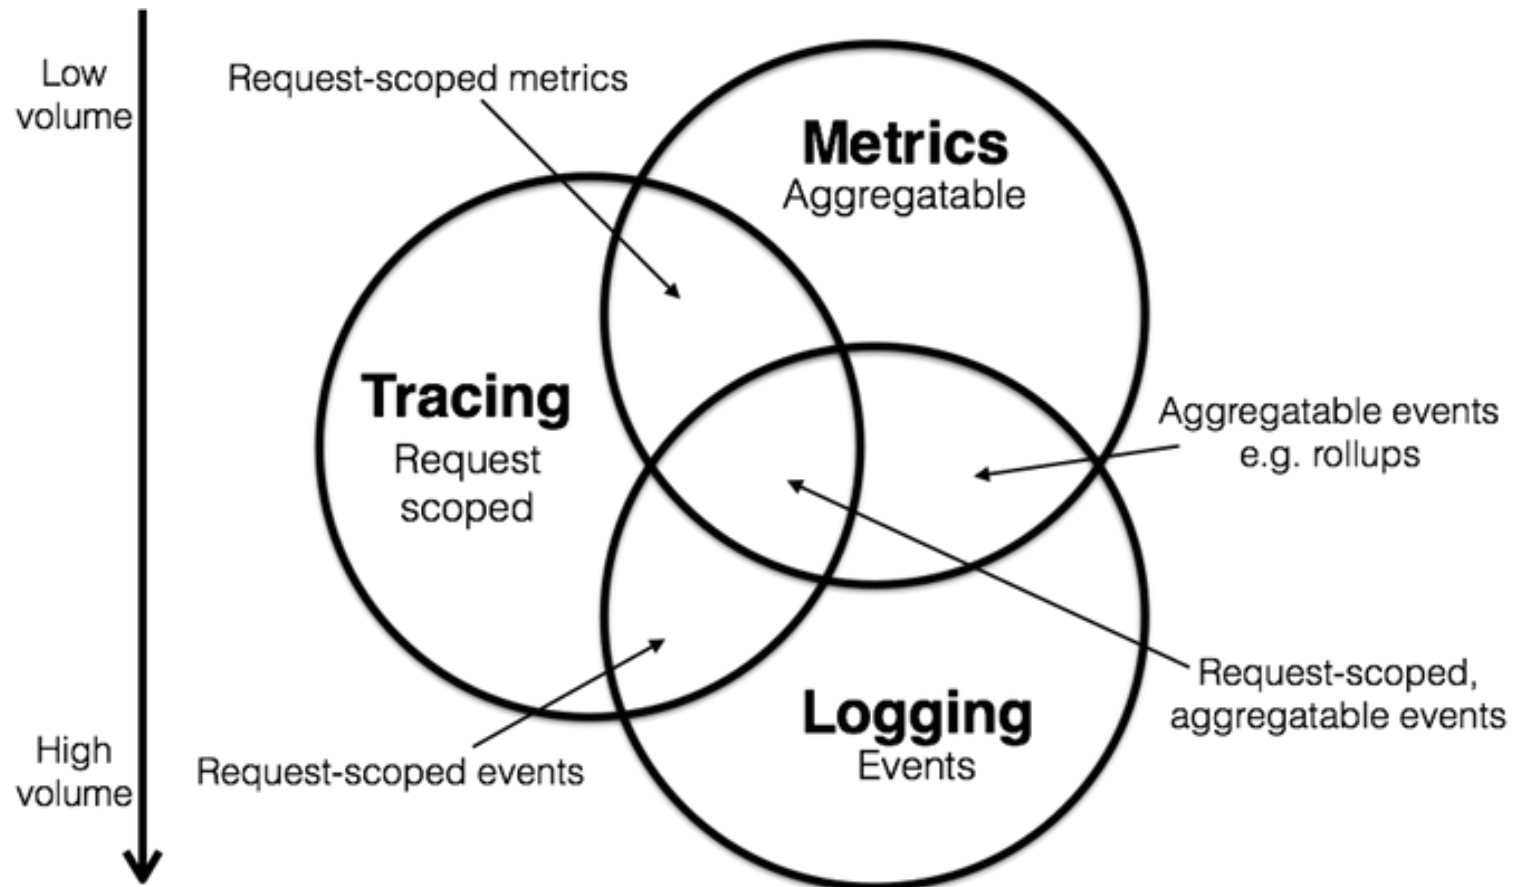 Low
volume
Request-scoped metrics
Metrics
Aggregatable
Tracing
Request
scoped
Aggregatable events
e.g. rollups
Request-scoped,
aggregatable events
Logging
Events
High
volume
Request-scoped events